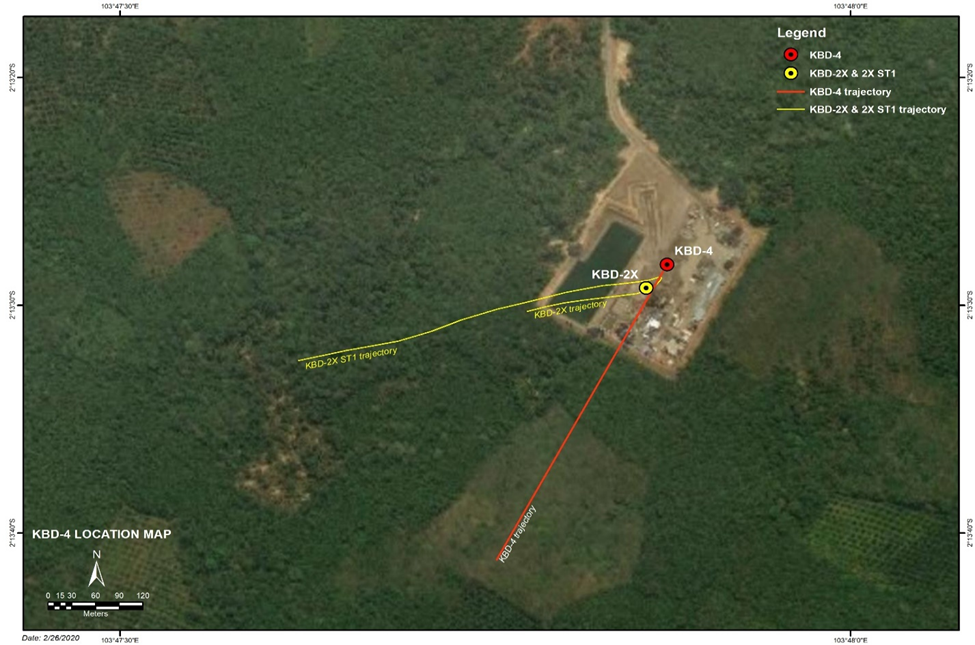 103°47'30"E
103°48'0"E
2°13'20"S
2°13'20"S
Legend
KBD-4
KBD-2X & 2X ST1
KBD-4 trajectory
KBD-2X & 2X ST1 trajectory
KBD-4
KBD-2X
2°13'30"S
2°13'30"S
KBD-2X trajectory
KBD-2X ST1 trajectory
KBD-4 trajectory
2°13'40"S
2°13'40"S
KBD-4 LOCATION MAP
N
0 15 30 60 90 120
Meters
Date: 2/26/2020
103°47'30"E
103°48'0"E